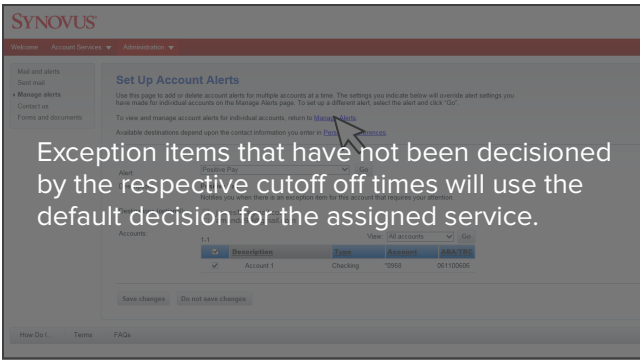 SYNOVUS
Welcome Account Services Administration
Mail and alerts
Sent mail
Manage alerts
Contact us
Forms and documents
Set Up Account Alerts
Use this page to add or delete account alerts for multiple accounts at a time. The settings you indicate below will override alert settings you
have made for individual accounts on the Manage Alerts page. To set up a different alert, select the alert and click "Go"
To view and manage account alerts for individual accounts, return to Manage Alerts
Available destinations depend upon the contact information you enter in
Exception items that have not been decisioned
by the respective cutoff off times will use the
default decision for the assigned service.
Alert: Positive Pay Go
Notifies you when there is an exception item for this account that requires your attention.
Accounts: 1-1 View: All accounts Go
Description Type Account ABA/TRC
Account 1 Checking *0998 061100606
Save changes Do not save changes
How Do I... Terms FAQs